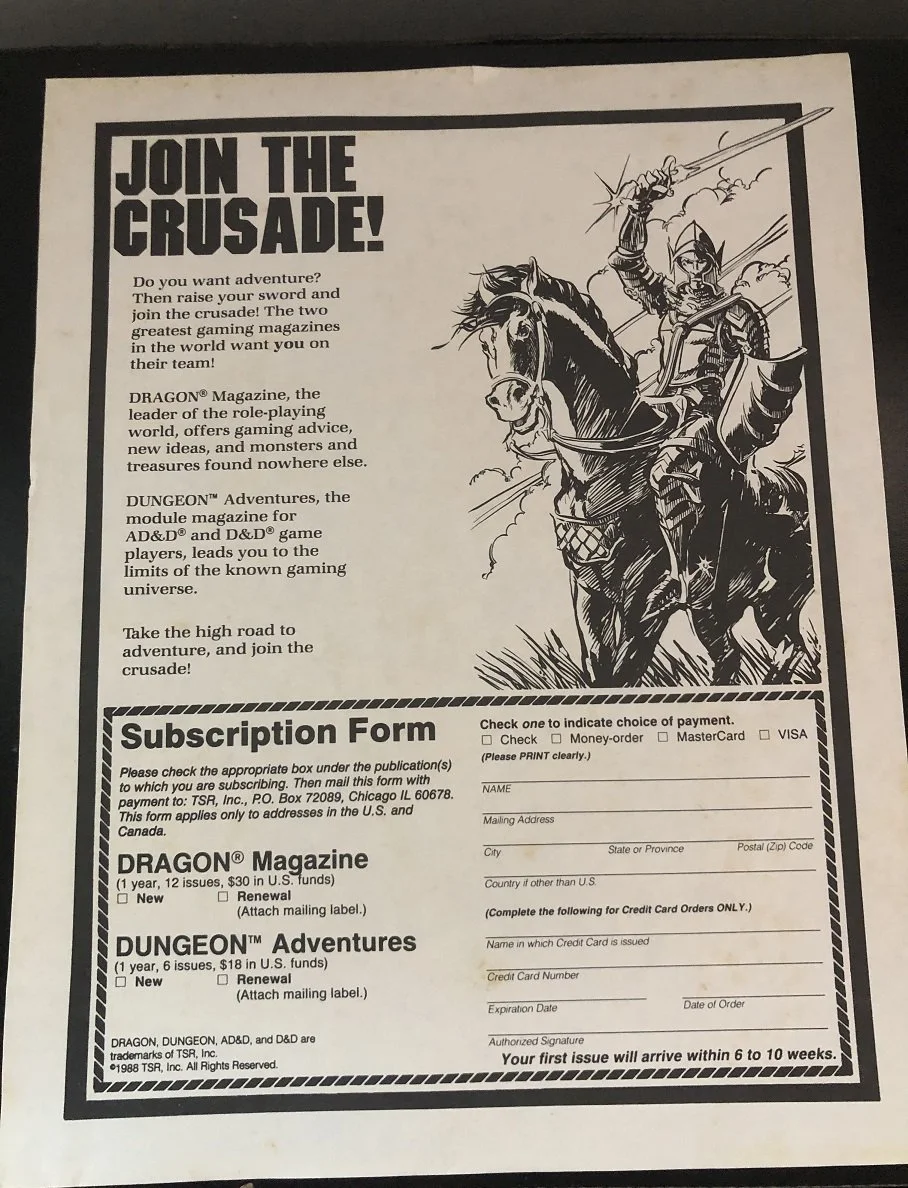 JOIN THE
CRUSADE!
Do you want adventure?
Then raise your sword and
join the crusade! The two
greatest gaming magazines
in the world want you on
their team!
DRAGON® Magazine, the
leader of the role-playing
world, offers gaming advice,
new ideas, and monsters and
treasures found nowhere else.
DUNGEON™ Adventures, the
module magazine for
AD&D® and D&D® game
players, leads you to the
limits of the known gaming
universe.
Take the high road to
adventure, and join the
crusade!
Subscription Form
Please check the appropriate box under the publication(s)
to which you are subscribing. Then mail this form with
payment to: TSR, Inc., P.O. Box 72089, Chicago IL 60678.
This form applies only to addresses in the U.S. and
Canada.
DRAGON® Magazine
(1 year, 12 issues, $30 in U.S. funds)
☐ New ☐ Renewal
(Attach mailing label.)
DUNGEON™ Adventures
(1 year, 6 issues, $18 in U.S. funds)
☐ New ☐ Renewal
(Attach mailing label.)
DRAGON, DUNGEON, AD&D, and D&D are
trademarks of TSR, Inc.
©1988 TSR, Inc. All Rights Reserved.
Check one to indicate choice of payment.
☐ Check ☐ Money-order ☐ MasterCard ☐ VISA
(Please PRINT clearly.)
NAME
Mailing Address
City State or Province Postal (Zip) Code
Country if other than U.S.
(Complete the following for Credit Card Orders ONLY.)
Name in which Credit Card is issued
Credit Card Number
Expiration Date Date of Order
Authorized Signature
Your first issue will arrive within 6 to 10 weeks.